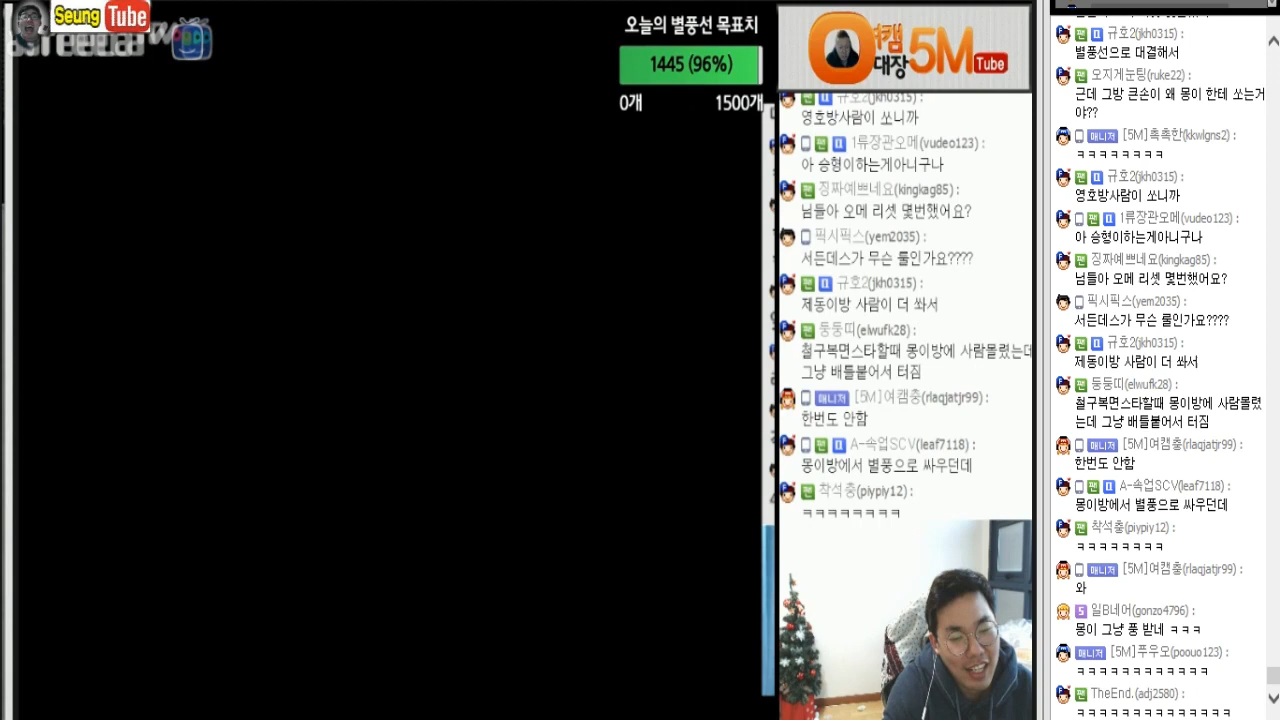 Seung Tube
오늘의 별풍선 목표치
1445 (96%)
0개 1500개
여캠대장 5M Tube
규호2(jkh0315) :
영호방사람이 쏘니까
1류장관오메(vudeo123) :
아 승형이하는게아니구나
징짜예쁘네요(kingkag85) :
님들아 오메 리셋 몇번했어요?
픽시픽스(yem2035) :
서든데스가 무슨 룰인가요????
규호2(jkh0315) :
제동이방 사람이 더 쏴서
둥둥띠(elwufk28) :
철구복면스타할때 몽이방에 사람몰렸는데
그냥 배틀붙어서 터짐
매니저 [5M]여캠충(rlaqjatjr99) :
한번도 안함
A-속업SCV(leaf7118) :
몽이방에서 별풍으로 싸우던데
착석충(piypiy12) :
ㅋㅋㅋㅋㅋㅋㅋㅋ
규호2(jkh0315) :
별풍선으로 대결해서
오지게눈팅(ruke22) :
근데 그방 큰손이 왜 몽이 한테 쏘는거
야??
매니저 [5M]촉촉한(kkwlgns2) :
ㅋㅋㅋㅋㅋㅋㅋㅋ
규호2(jkh0315) :
영호방사람이 쏘니까
1류장관오메(vudeo123) :
아 승형이하는게아니구나
징짜예쁘네요(kingkag85) :
님들아 오메 리셋 몇번했어요?
픽시픽스(yem2035) :
서든데스가 무슨 룰인가요????
규호2(jkh0315) :
제동이방 사람이 더 쏴서
둥둥띠(elwufk28) :
철구복면스타할때 몽이방에 사람몰렸
는데 그냥 배틀붙어서 터짐
매니저 [5M]여캠충(rlaqjatjr99) :
한번도 안함
A-속업SCV(leaf7118) :
몽이방에서 별풍으로 싸우던데
착석충(piypiy12) :
ㅋㅋㅋㅋㅋㅋㅋㅋ
매니저 [5M]여캠충(rlaqjatjr99) :
와
일B네어(gonzo4796) :
몽이 그냥 풍 받네 ㅋㅋㅋ
매니저 [5M]푸우오(poouo123) :
ㅋㅋㅋㅋㅋㅋㅋㅋㅋㅋㅋㅋ
TheEnd.(adj2580) :
ㅋㅋㅋㅋㅋㅋㅋㅋㅋㅋㅋㅋㅋㅋ